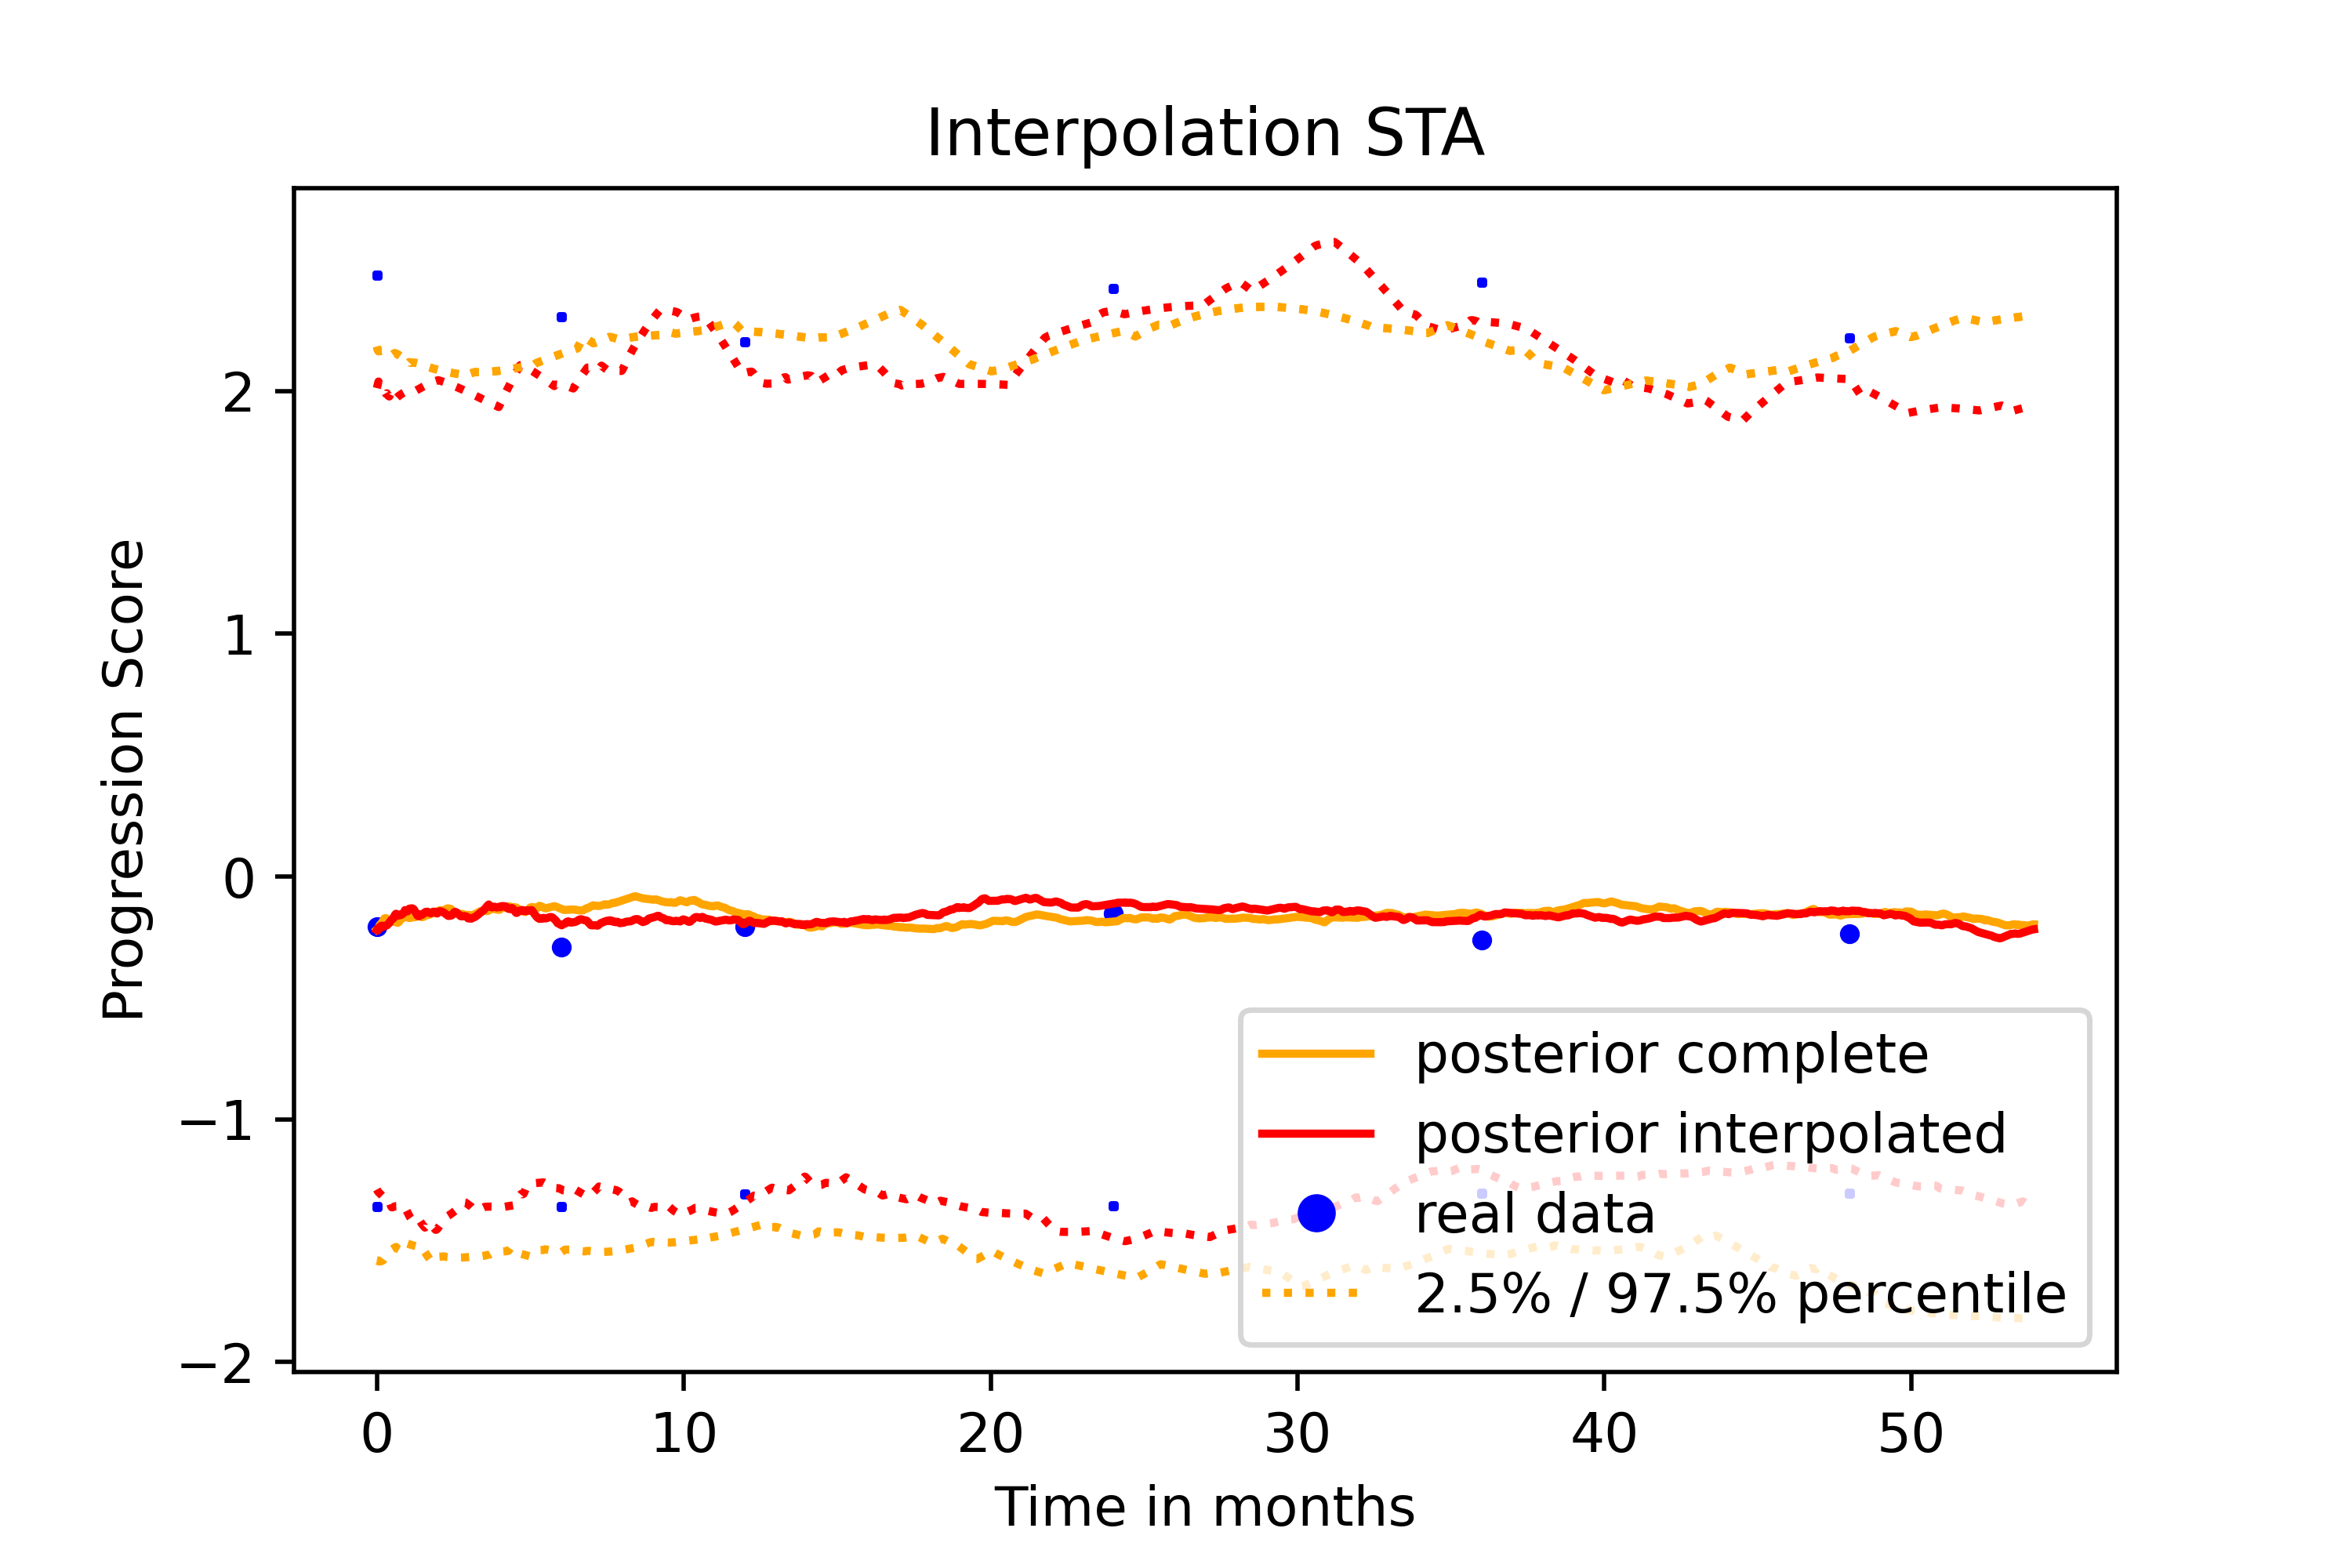 Interpolation STA
Progression Score
2
1
0
−1
−2
posterior complete
posterior interpolated
real data
2.5% / 97.5% percentile
0 10 20 30 40 50
Time in months